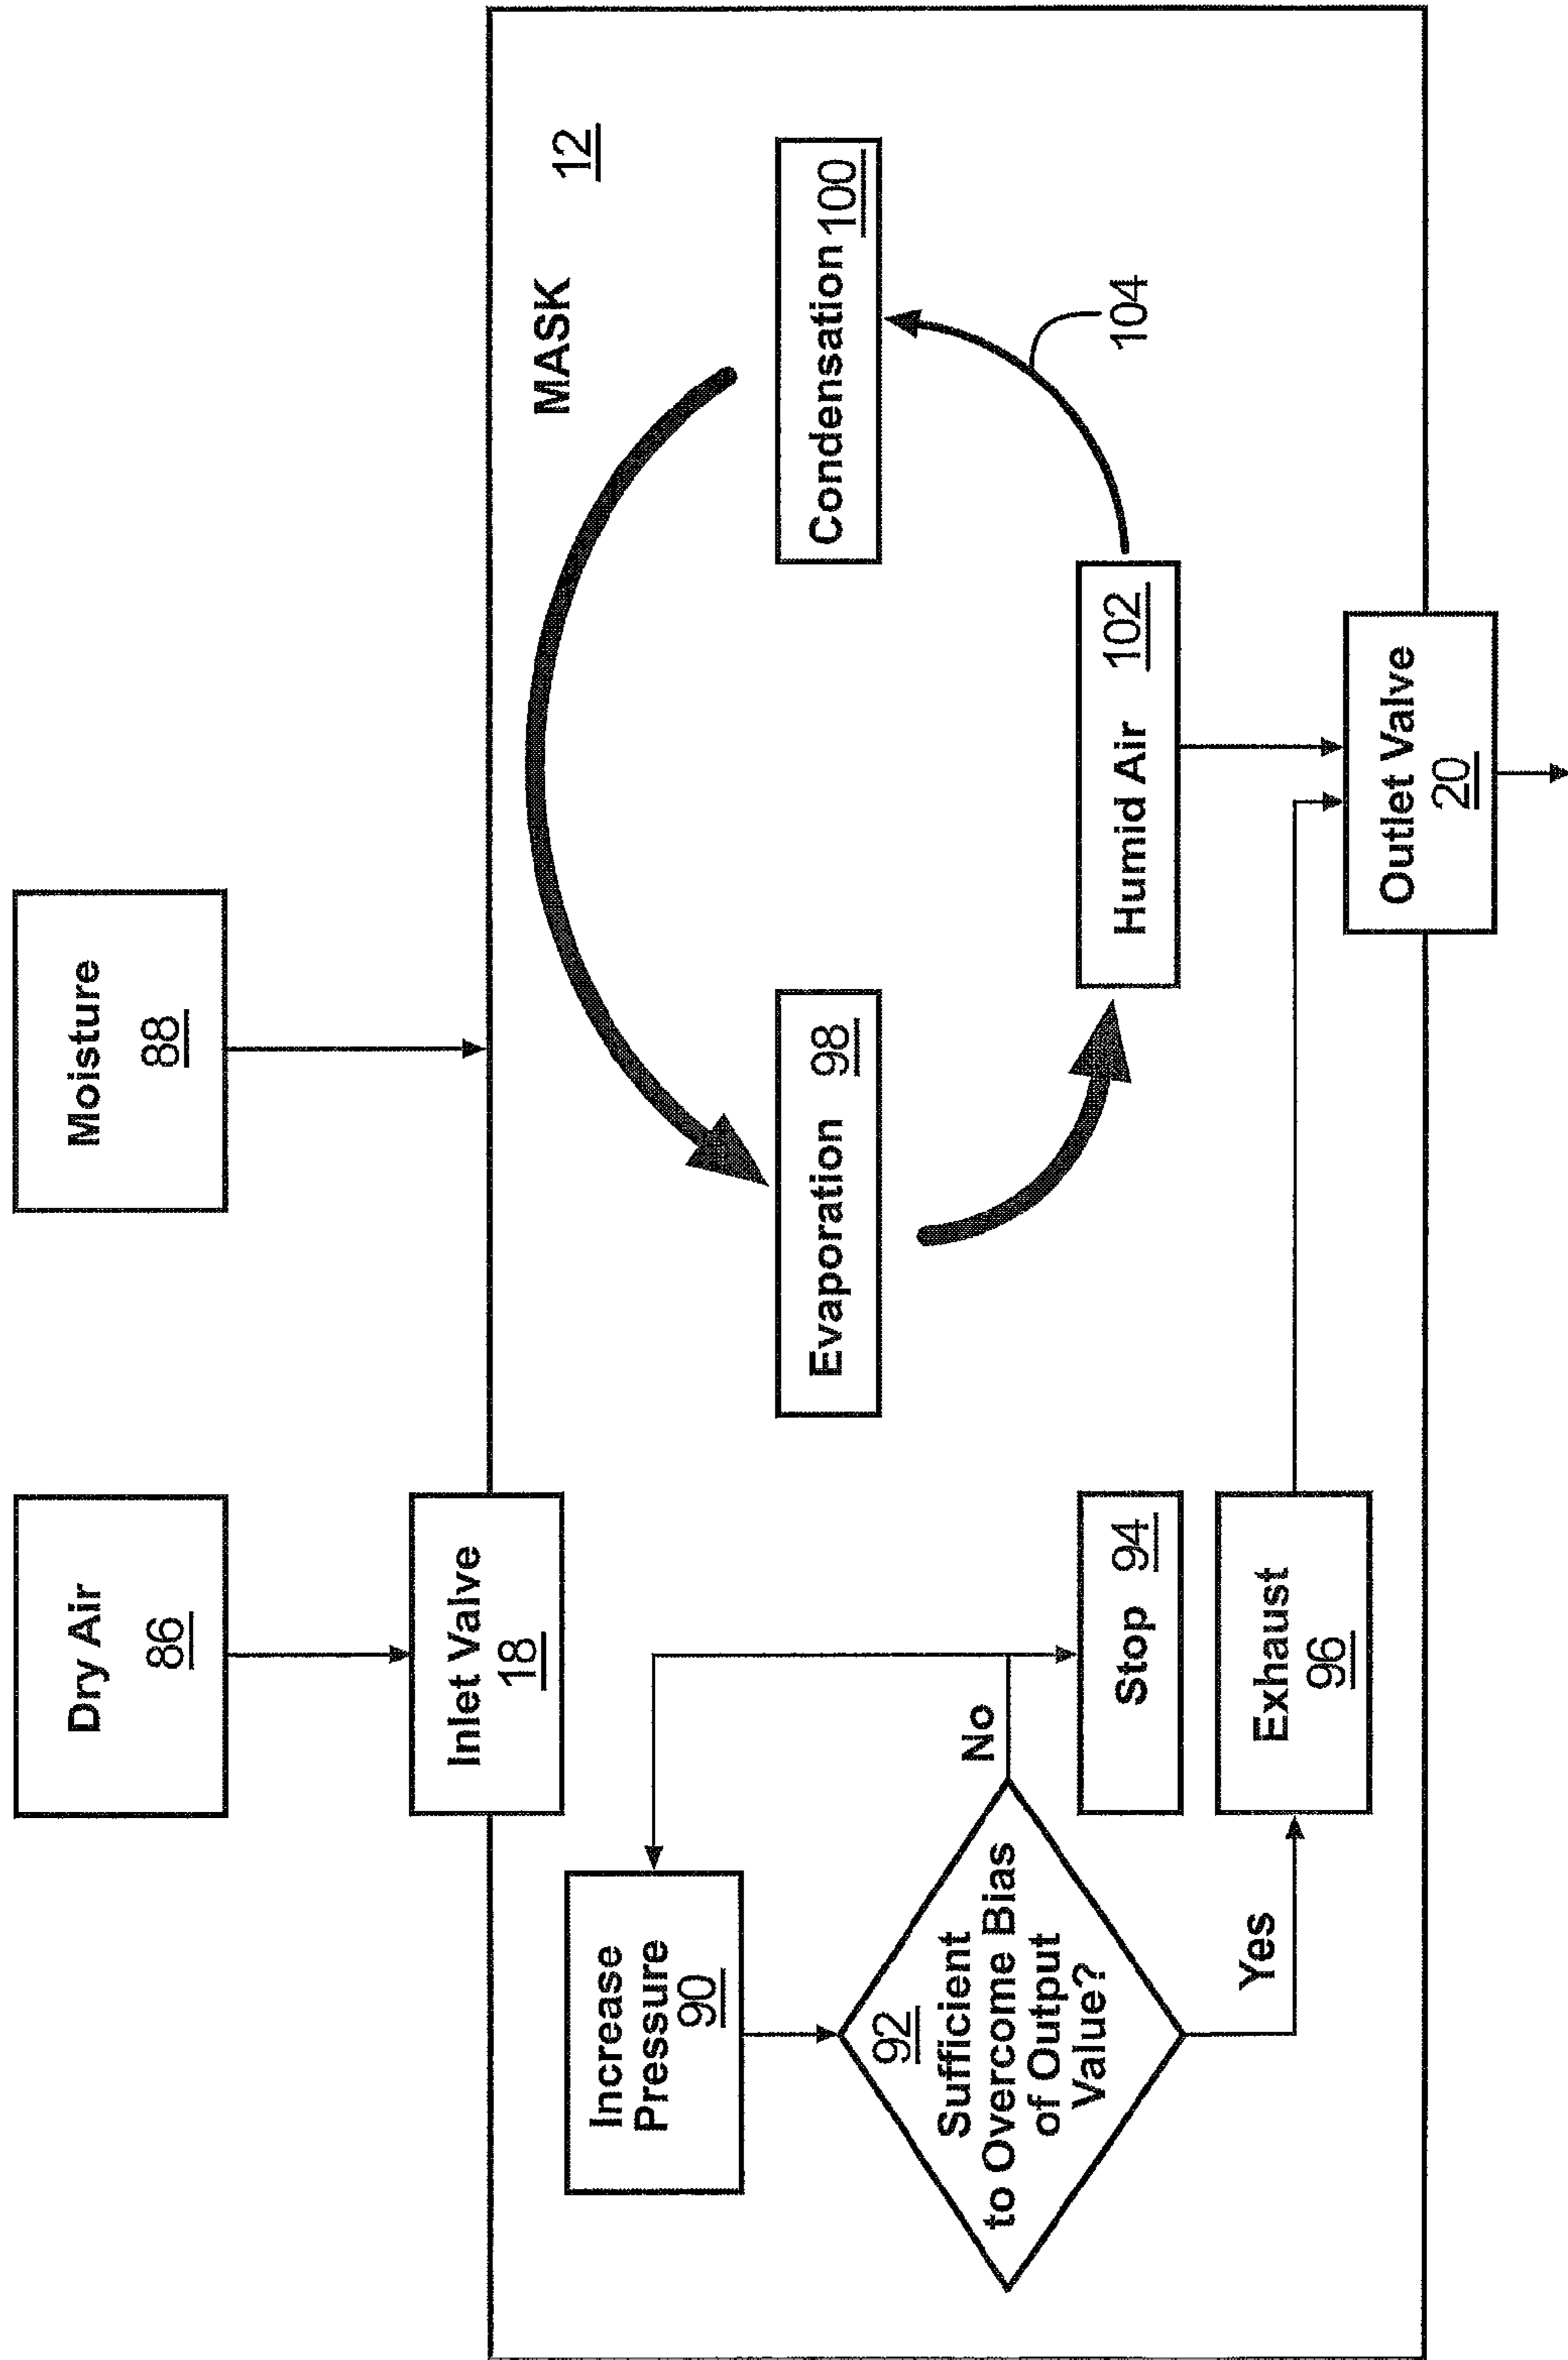 Dry Air
86
Moisture
88
Inlet Valve
18
MASK 12
Increase
Pressure
90
92
Sufficient
to Overcome Bias
of Output
Value?
No
Yes
Stop 94
Exhaust
96
Evaporation 98
Condensation 100
Humid Air 102
104
Outlet Valve
20